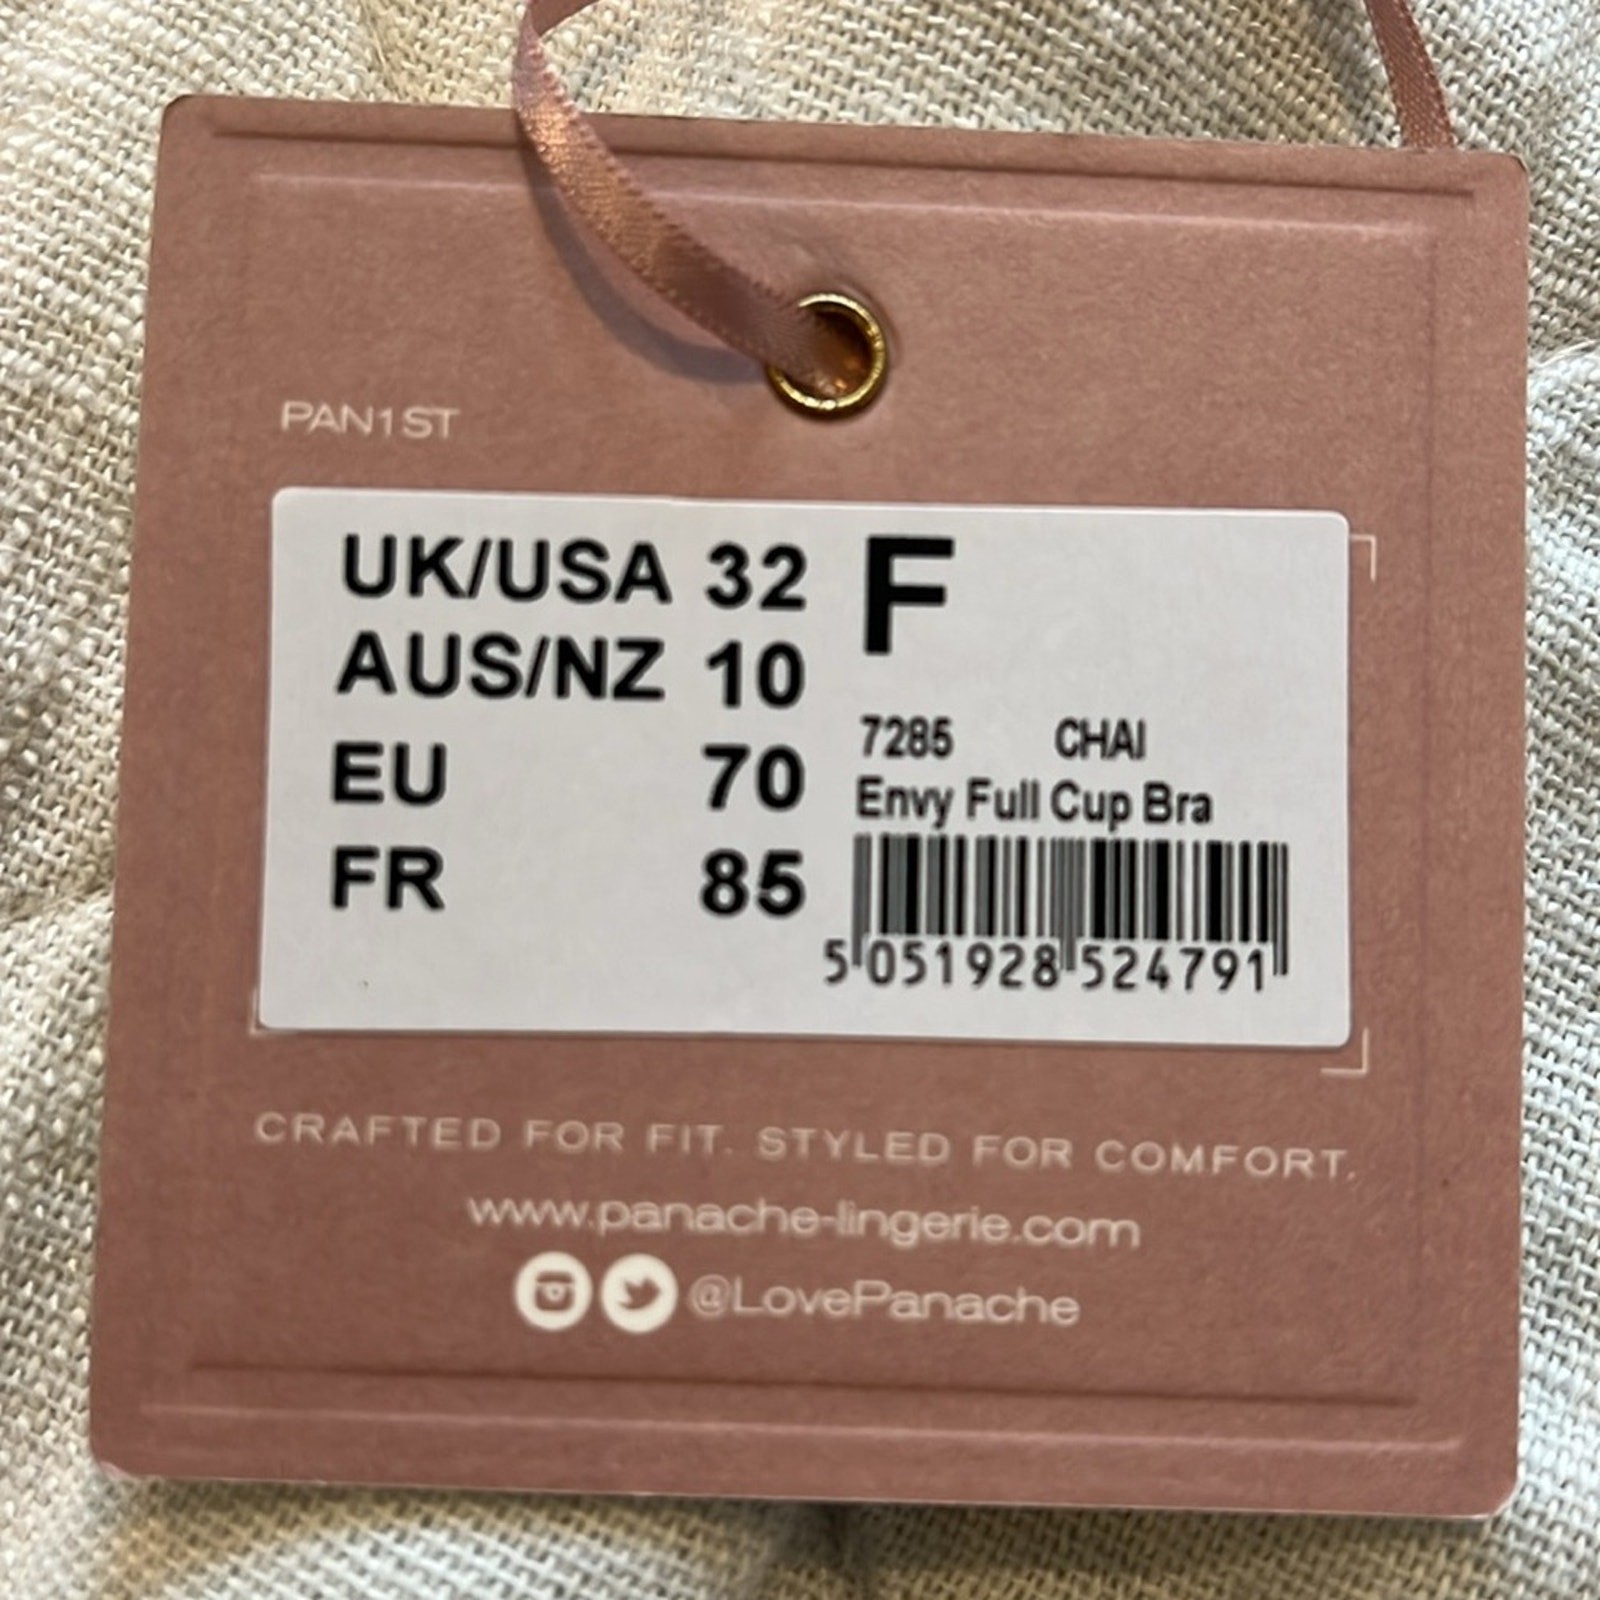 PAN1ST
UK/USA 32 F
AUS/NZ 10
EU 70
FR 85
7285 CHAI
Envy Full Cup Bra
5 051928 524791
CRAFTED FOR FIT. STYLED FOR COMFORT.
www.panache-lingerie.com
@LovePanache